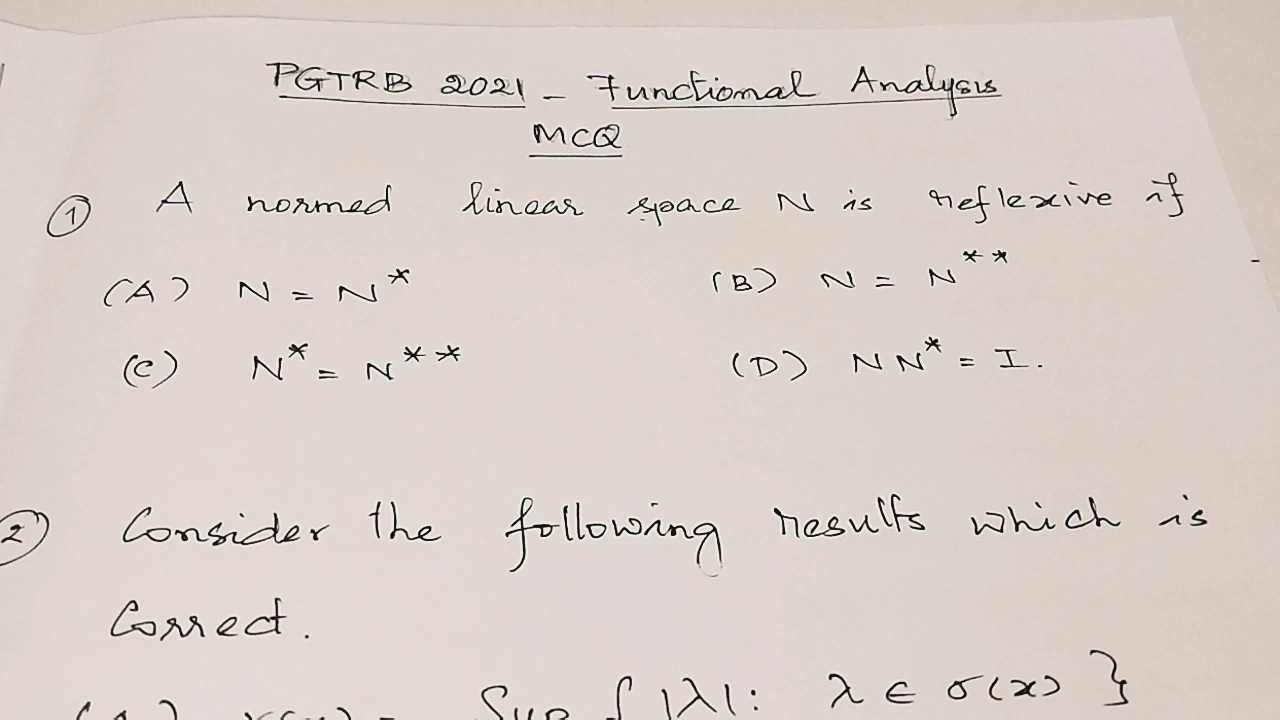 PGTRB 2021 - Functional Analysis
MCQ
① A normed linear space N is reflexive if
(A) N = N* (B) N = N**
(C) N* = N** (D) N N* = I.
② Consider the following results which is
Correct.
Sup { |λ| : λ ∈ σ(x) }